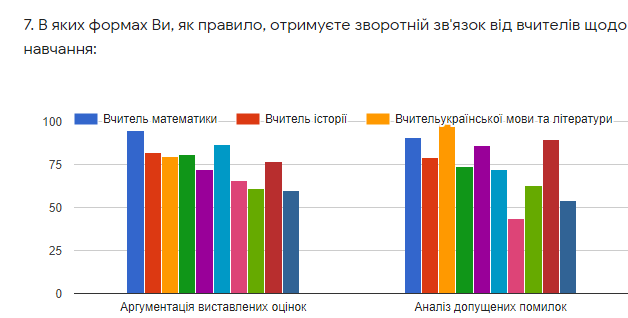 7. В яких формах Ви, як правило, отримуєте зворотній зв'язок від вчителів щодо
навчання:
Вчитель математики Вчитель історії Вчительукраїнської мови та літератури
100
75
50
25
0
Аргументація виставлених оцінок Аналіз допущених помилок